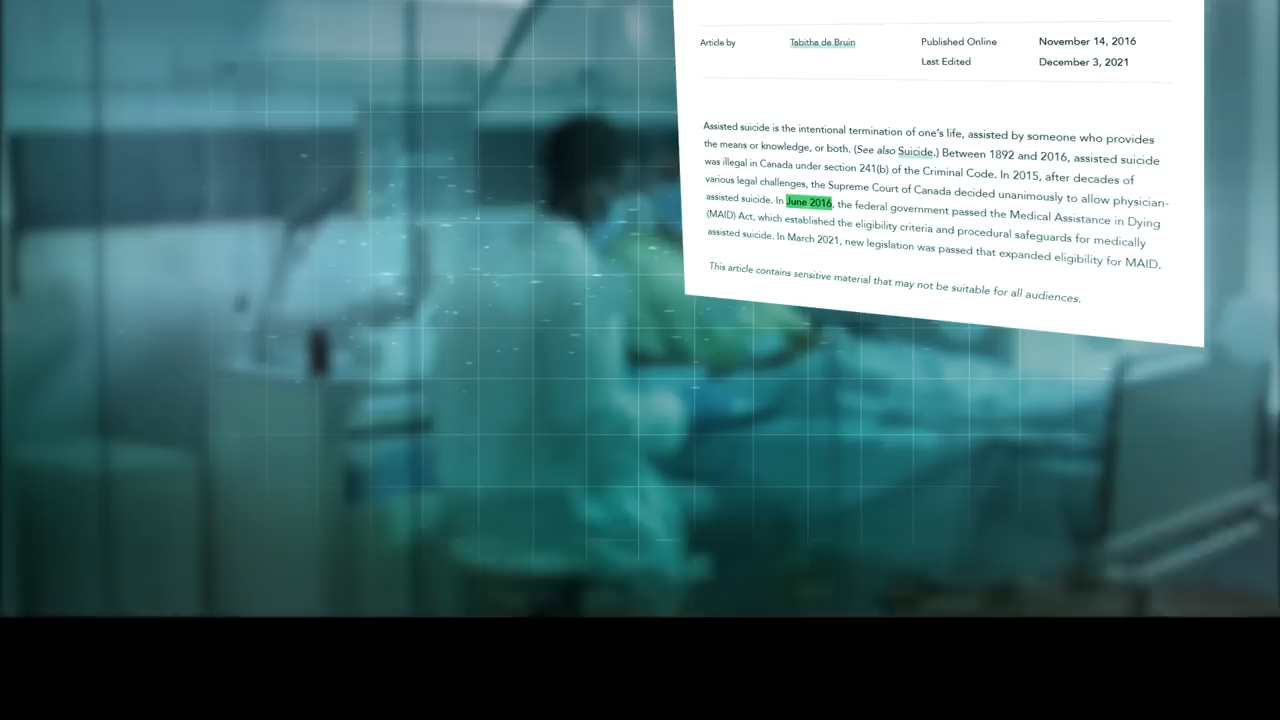 Article by Tabitha de Bruin Published Online November 14, 2016
Last Edited December 3, 2021
Assisted suicide is the intentional termination of one's life, assisted by someone who provides
the means or knowledge, or both. (See also Suicide.) Between 1892 and 2016, assisted suicide
was illegal in Canada under section 241(b) of the Criminal Code. In 2015, after decades of
various legal challenges, the Supreme Court of Canada decided unanimously to allow physician-
assisted suicide. In June 2016, the federal government passed the Medical Assistance in Dying
(MAID) Act, which established the eligibility criteria and procedural safeguards for medically
assisted suicide. In March 2021, new legislation was passed that expanded eligibility for MAID.
This article contains sensitive material that may not be suitable for all audiences.